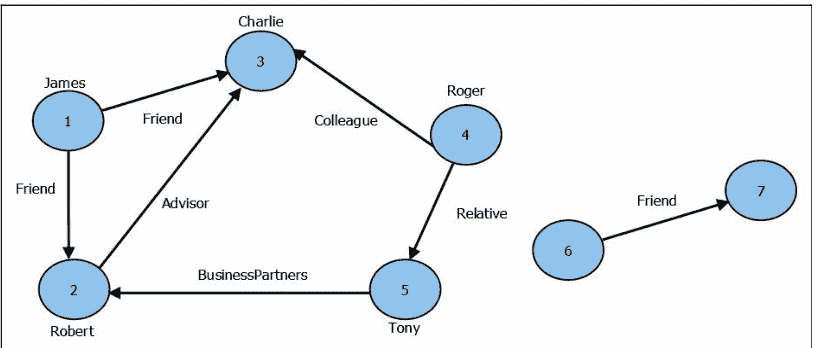 Charlie
3
James
1
Friend
Roger
4
Colleague
Friend
Advisor
Relative
7
Friend
6
BusinessPartners
2
5
Robert
Tony